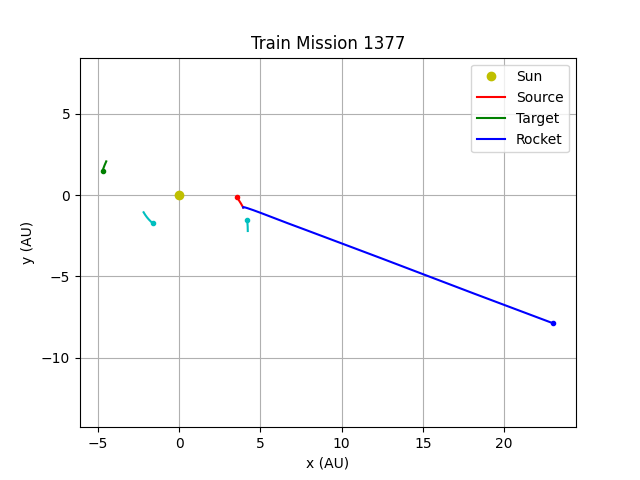 Train Mission 1377
Sun
Source
Target
Rocket
5
0
−5
−10
y (AU)
−5
0
5
10
15
20
x (AU)